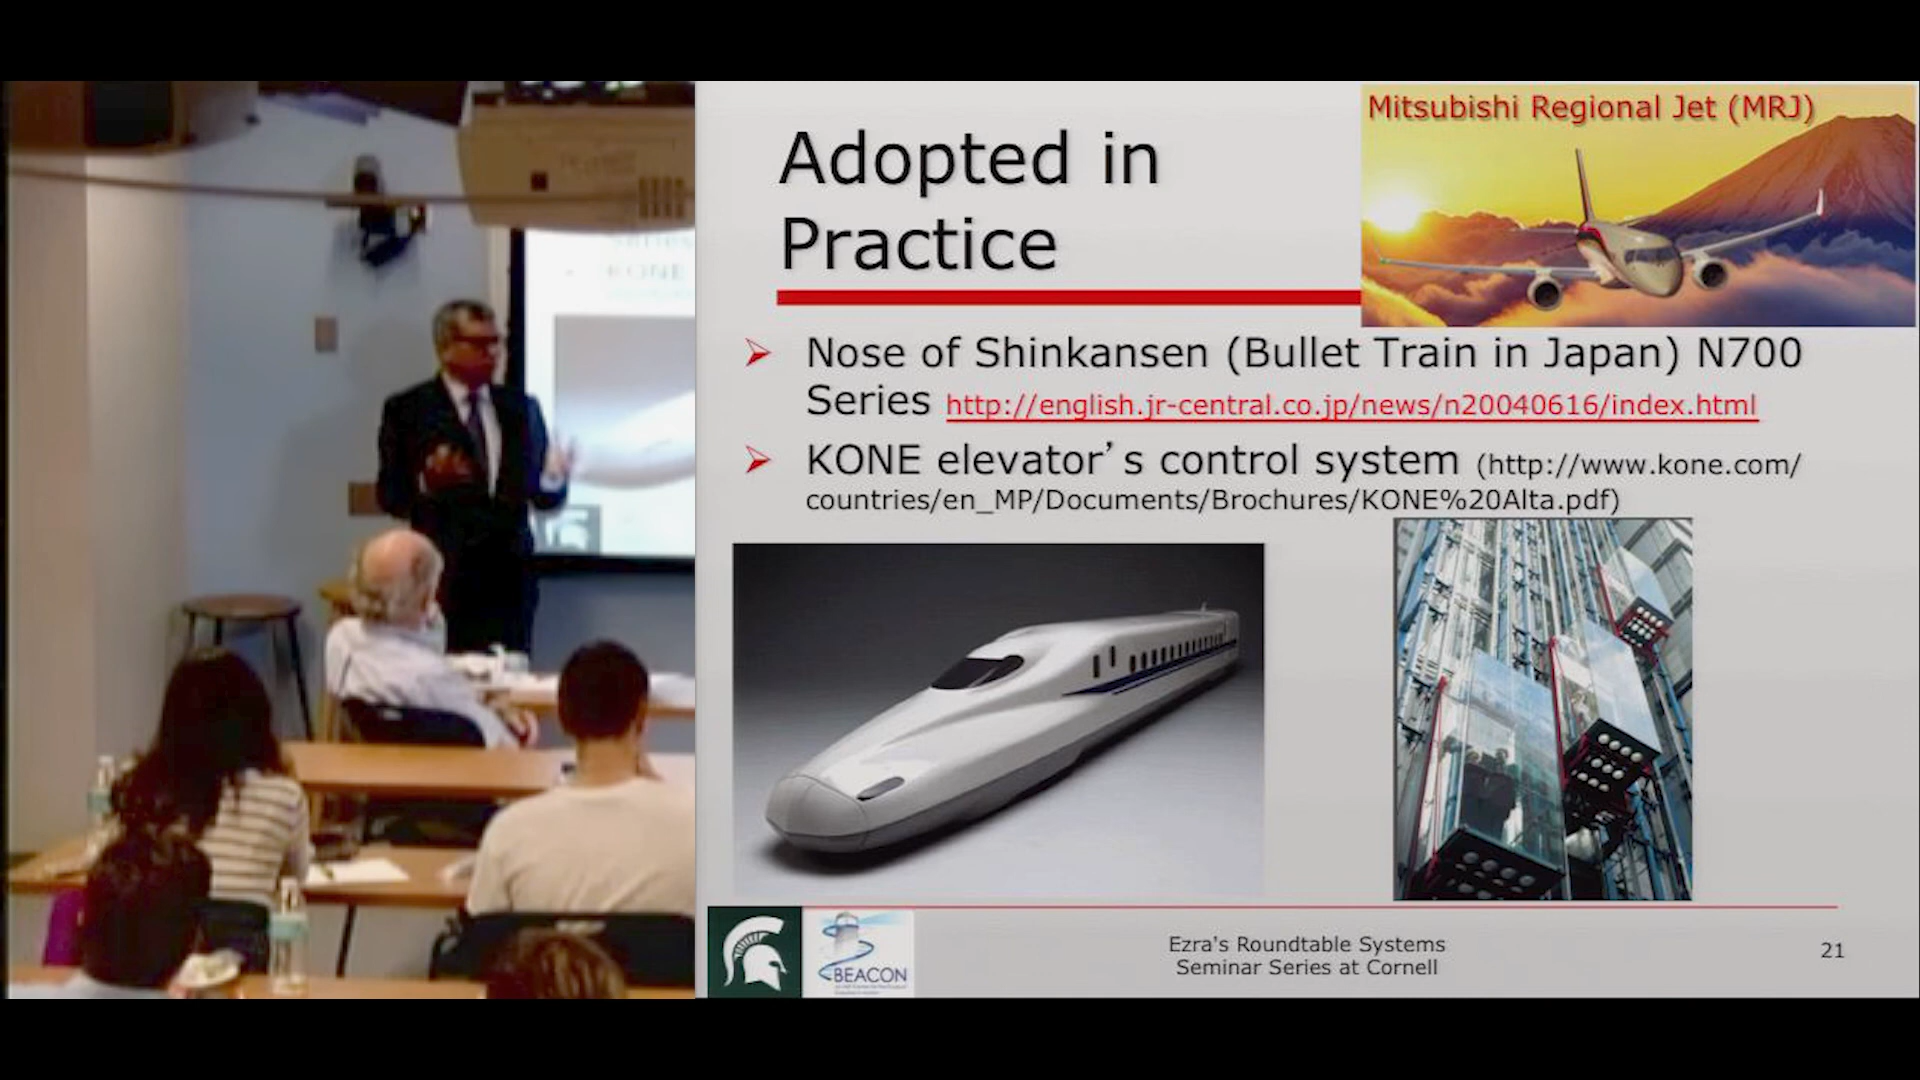 Adopted in
Practice
Mitsubishi Regional Jet (MRJ)
Nose of Shinkansen (Bullet Train in Japan) N700
Series http://english.jr-central.co.jp/news/n20040616/index.html
KONE elevator’s control system (http://www.kone.com/
countries/en_MP/Documents/Brochures/KONE%20Alta.pdf)
KONE
BEACON
Ezra's Roundtable Systems
Seminar Series at Cornell
21